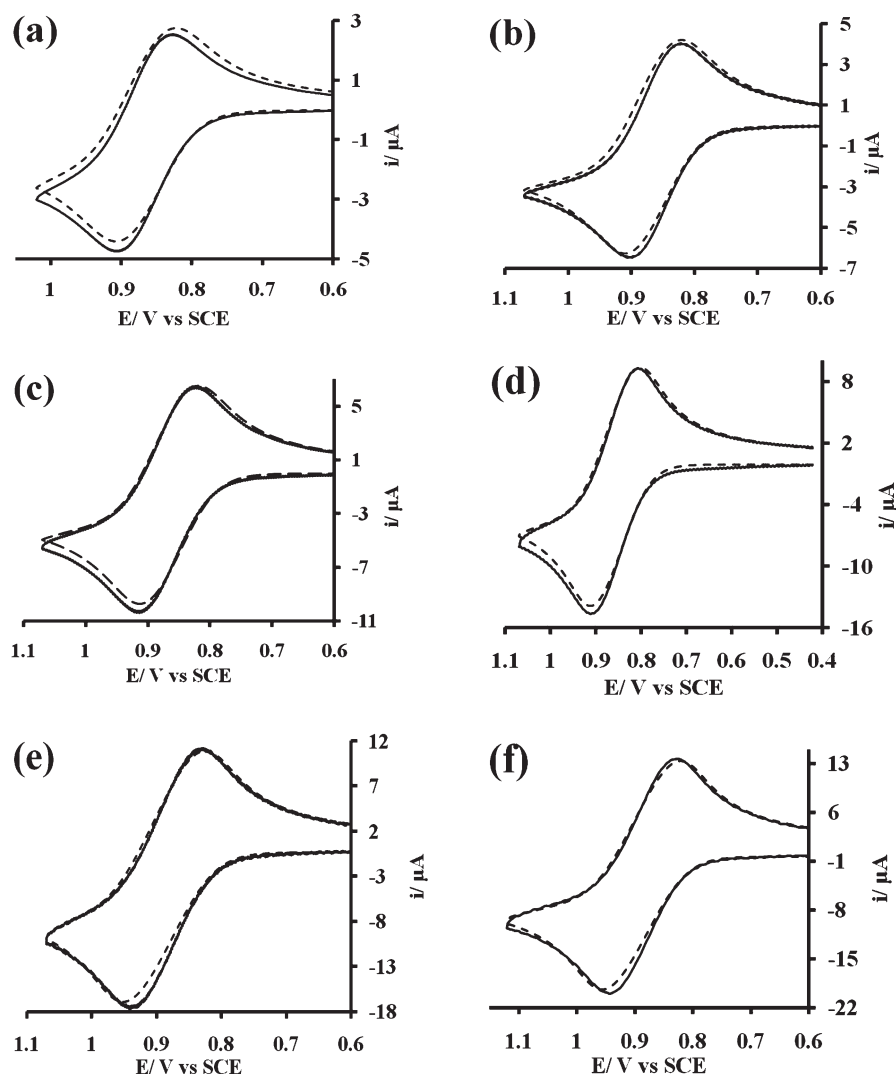 (a)
3
1
-1
-3
-5
i/ µA
1 0.9 0.8 0.7 0.6
E/ V vs SCE
(b)
5
3
1
-1
-3
-5
-7
i/ µA
1.1 1 0.9 0.8 0.7 0.6
E/ V vs SCE
(c)
5
1
-3
-7
-11
i/ µA
1.1 1 0.9 0.8 0.7 0.6
E/ V vs SCE
(d)
8
2
-4
-10
-16
i/ µA
1.1 1 0.9 0.8 0.7 0.6 0.5 0.4
E/ V vs SCE
(e)
12
7
2
-3
-8
-13
-18
i/ µA
1 0.9 0.8 0.7 0.6
E/ V vs SCE
(f)
13
6
-1
-8
-15
-22
i/ µA
1.1 1 0.9 0.8 0.7 0.6
E/ V vs SCE